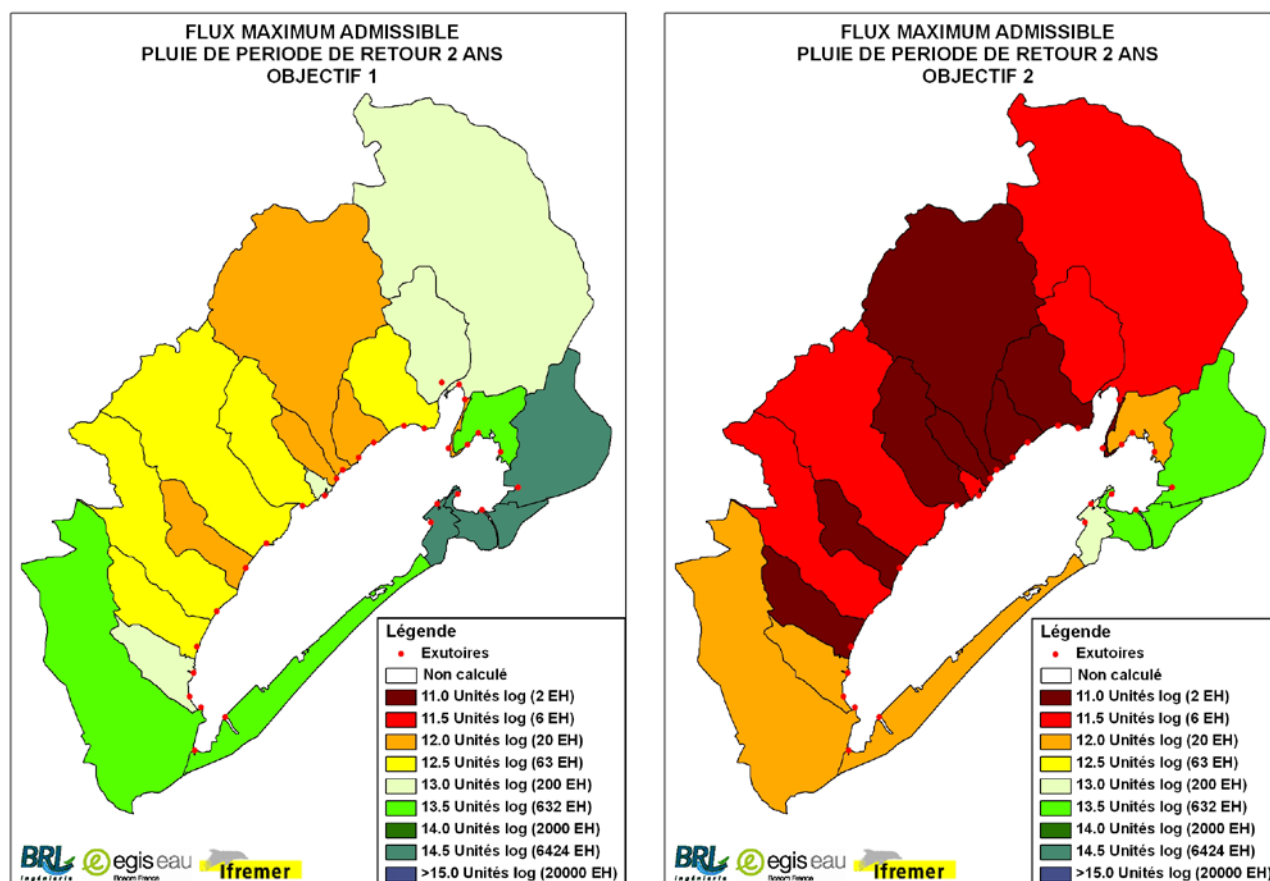 FLUX MAXIMUM ADMISSIBLE
PLUIE DE PERIODE DE RETOUR 2 ANS
OBJECTIF 1
Légende
Exutoires
Non calculé
11.0 Unités log (2 EH)
11.5 Unités log (6 EH)
12.0 Unités log (20 EH)
12.5 Unités log (63 EH)
13.0 Unités log (200 EH)
13.5 Unités log (632 EH)
14.0 Unités log (2000 EH)
14.5 Unités log (6424 EH)
>15.0 Unités log (20000 EH)
BRL
Ingénierie
e egis eau
Ifremer
FLUX MAXIMUM ADMISSIBLE
PLUIE DE PERIODE DE RETOUR 2 ANS
OBJECTIF 2
Légende
Exutoires
Non calculé
11.0 Unités log (2 EH)
11.5 Unités log (6 EH)
12.0 Unités log (20 EH)
12.5 Unités log (63 EH)
13.0 Unités log (200 EH)
13.5 Unités log (632 EH)
14.0 Unités log (2000 EH)
14.5 Unités log (6424 EH)
>15.0 Unités log (20000 EH)
BRL
Ingénierie
e egis eau
Ifremer